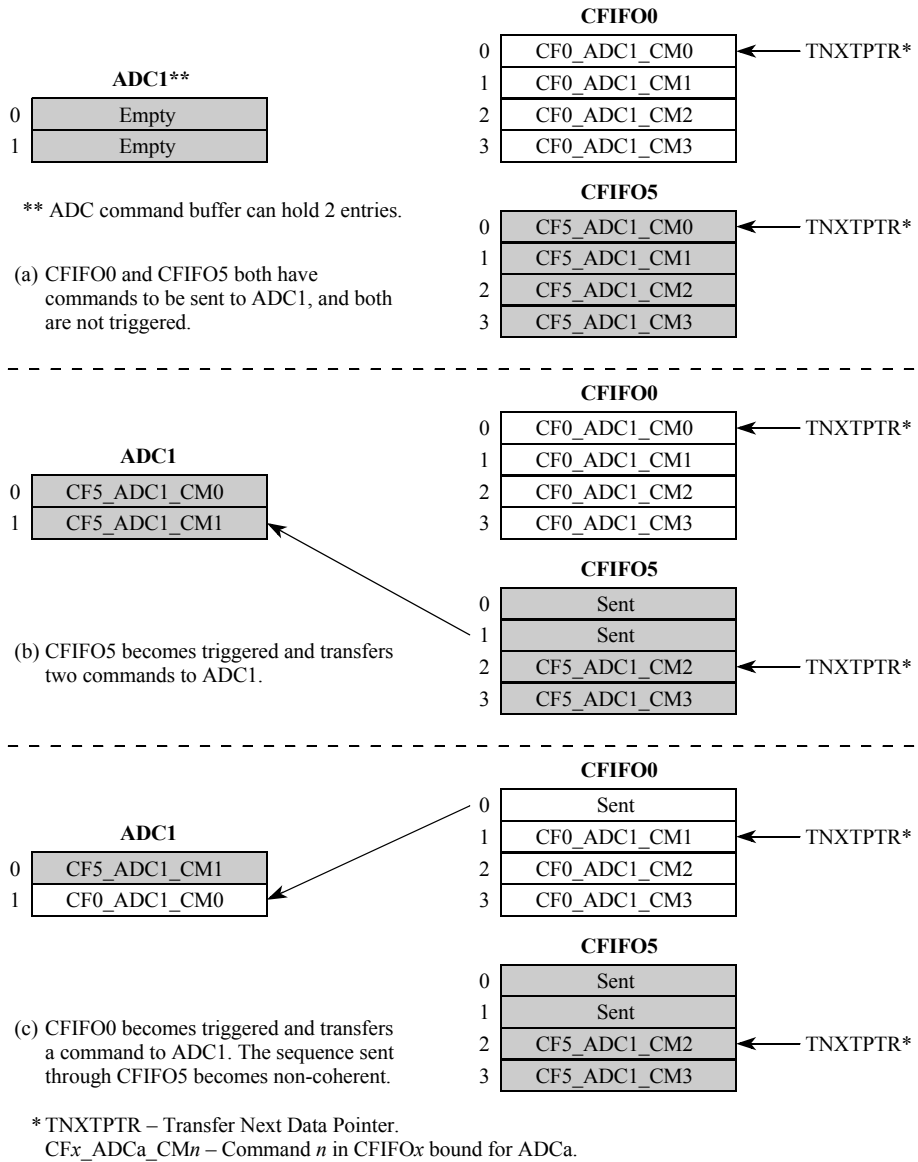 CFIFO0
0 CF0_ADC1_CM0 TNXTPTR*
1 CF0_ADC1_CM1
2 CF0_ADC1_CM2
3 CF0_ADC1_CM3
ADC1**
0 Empty
1 Empty
** ADC command buffer can hold 2 entries.
CFIFO5
0 CF5_ADC1_CM0 TNXTPTR*
1 CF5_ADC1_CM1
2 CF5_ADC1_CM2
3 CF5_ADC1_CM3
(a) CFIFO0 and CFIFO5 both have
commands to be sent to ADC1, and both
are not triggered.
CFIFO0
0 CF0_ADC1_CM0 TNXTPTR*
1 CF0_ADC1_CM1
2 CF0_ADC1_CM2
3 CF0_ADC1_CM3
ADC1
0 CF5_ADC1_CM0
1 CF5_ADC1_CM1
CFIFO5
0 Sent
1 Sent
2 CF5_ADC1_CM2 TNXTPTR*
3 CF5_ADC1_CM3
(b) CFIFO5 becomes triggered and transfers
two commands to ADC1.
CFIFO0
0 Sent
1 CF0_ADC1_CM1 TNXTPTR*
2 CF0_ADC1_CM2
3 CF0_ADC1_CM3
ADC1
0 CF5_ADC1_CM1
1 CF0_ADC1_CM0
CFIFO5
0 Sent
1 Sent
2 CF5_ADC1_CM2 TNXTPTR*
3 CF5_ADC1_CM3
(c) CFIFO0 becomes triggered and transfers
a command to ADC1. The sequence sent
through CFIFO5 becomes non-coherent.
* TNXTPTR – Transfer Next Data Pointer.
CFx_ADCa_CMn – Command n in CFIFOx bound for ADCa.